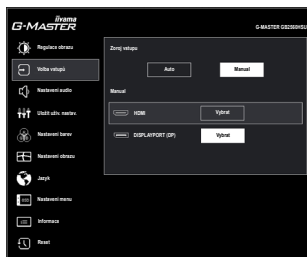 iiyama
G-MASTER
G-MASTER GB2560HSU
Regulace obrazu
Volba vstupů
Nastavení audio
Uložit uživ. nastav.
Nastavení barev
Nastavení obrazu
Jazyk
Nastavení menu
Informace
Reset
Zdroj vstupu
Auto
Manual
Manual
HDMI
Vybrat
DISPLAYPORT (DP)
Vybrat